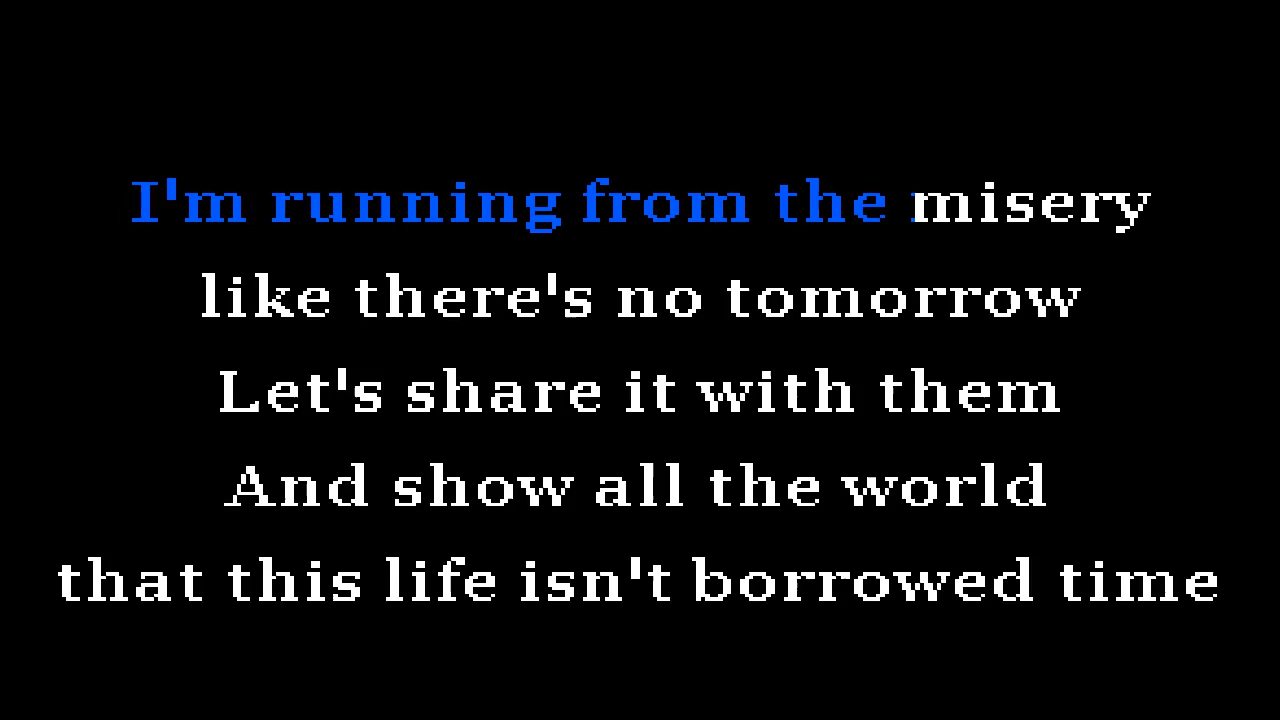 I'm running from the misery
like there's no tomorrow
Let's share it with them
And show all the world
that this life isn't borrowed time